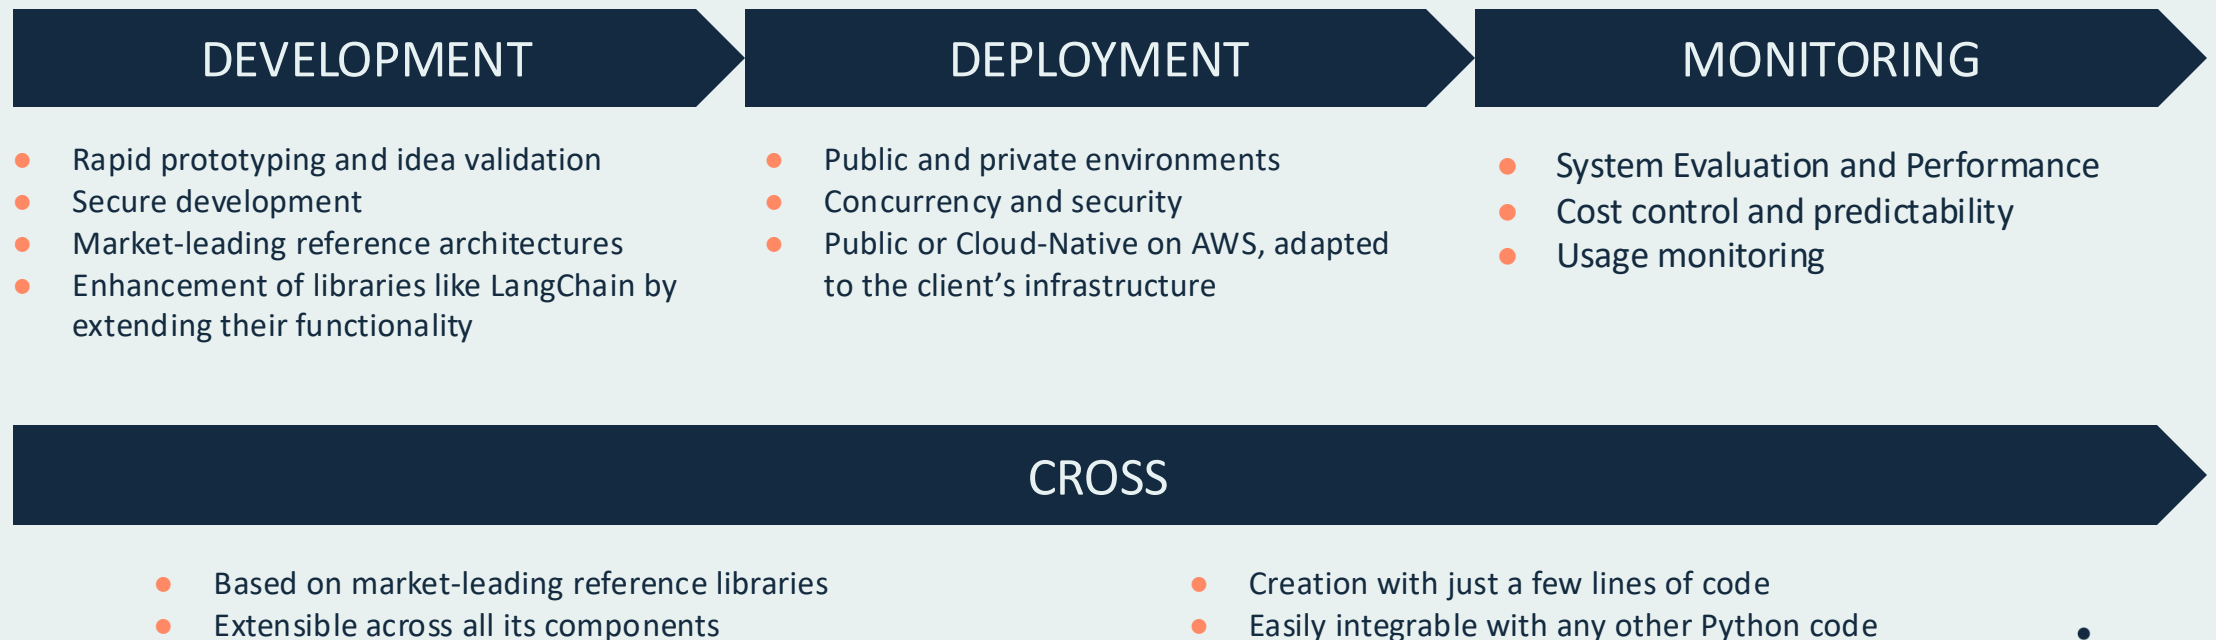 DEVELOPMENT
● Rapid prototyping and idea validation
● Secure development
● Market-leading reference architectures
● Enhancement of libraries like LangChain by
extending their functionality
DEPLOYMENT
● Public and private environments
● Concurrency and security
● Public or Cloud-Native on AWS, adapted
to the client’s infrastructure
MONITORING
● System Evaluation and Performance
● Cost control and predictability
● Usage monitoring
CROSS
● Based on market-leading reference libraries
● Extensible across all its components
● Creation with just a few lines of code
● Easily integrable with any other Python code